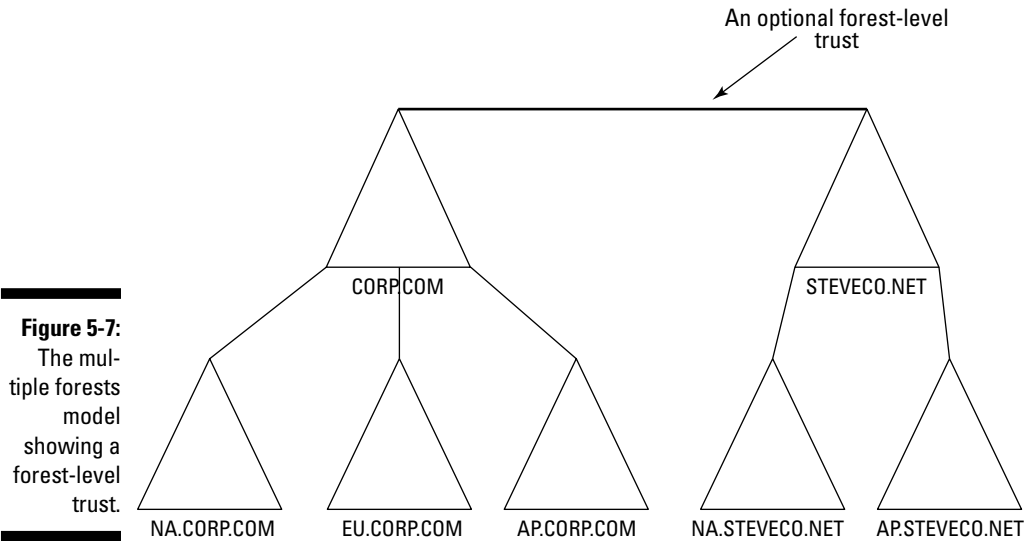 An optional forest-level
trust
CORP.COM
STEVECO.NET
Figure 5-7:
The mul-
tiple forests
model
showing a
forest-level
trust.
NA.CORP.COM
EU.CORP.COM
AP.CORP.COM
NA.STEVECO.NET
AP.STEVECO.NET